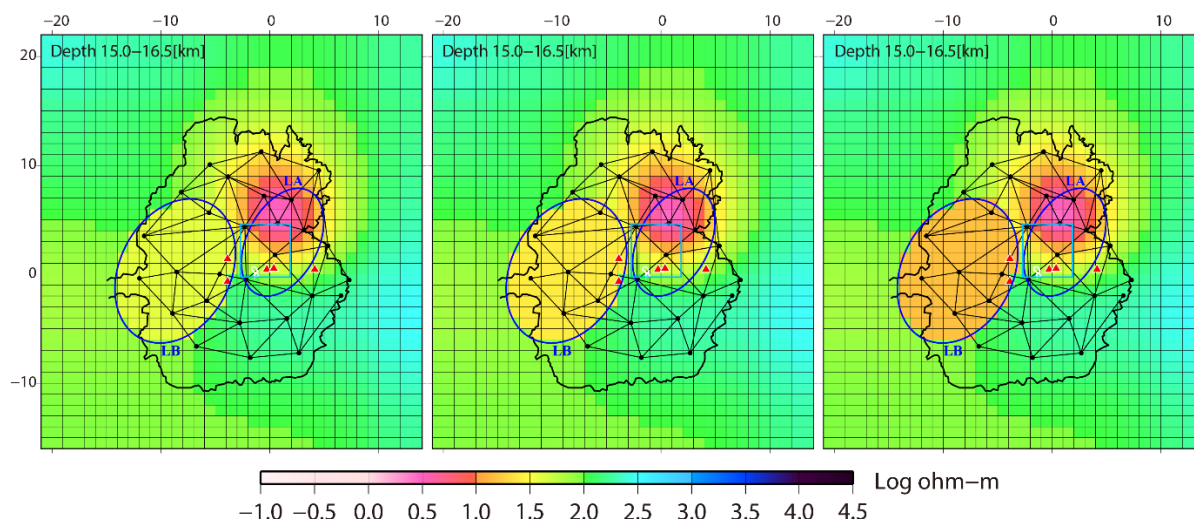 −20 −10 0 10 −20 −10 0 10 −20 −10 0 10
Depth 15.0−16.5[km] Depth 15.0−16.5[km] Depth 15.0−16.5[km]
20
10
LA LA LA
0
LB LB LB
−10
−1.0 −0.5 0.0 0.5 1.0 1.5 2.0 2.5 3.0 3.5 4.0 4.5 Log ohm−m